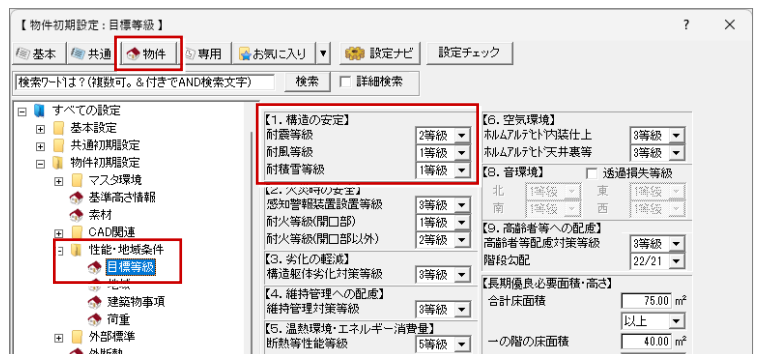 【物件初期設定：目標等級】 ? ×
基本 共通 物件 専用 お気に入り▼ 設定ナビ 設定チェック
検索ワードは？(複数可。&付きでAND検索文字) 検索 詳細検索
すべての設定
基本設定
共通初期設定
物件初期設定
マスタ環境
基準高さ情報
素材
CAD関連
性能・地域条件
目標等級
地域
建築物事項
荷重
外部標準
外断熱
【1.構造の安定】
耐震等級 2等級
耐風等級 1等級
耐積雪等級 1等級
【2.火災時の安全】
感知警報装置設置等級 3等級
耐火等級(開口部) 1等級
耐火等級(開口部以外) 2等級
【3.劣化の軽減】
構造躯体劣化対策等級 3等級
【4.維持管理への配慮】
維持管理対策等級 3等級
【5.温熱環境・エネルギー消費量】
断熱等性能等級 5等級
【6.空気環境】
ホルムアルデヒド内装仕上 3等級
ホルムアルデヒド天井裏等 3等級
【8.音環境】 透過損失等級
北 1等級 東 1等級
南 1等級 西 1等級
【9.高齢者等への配慮】
高齢者等配慮対策等級 3等級
階段勾配 22/21
【長期優良必要面積・高さ】
合計床面積 75.00 m²
以上
一の階の床面積 40.00 m²